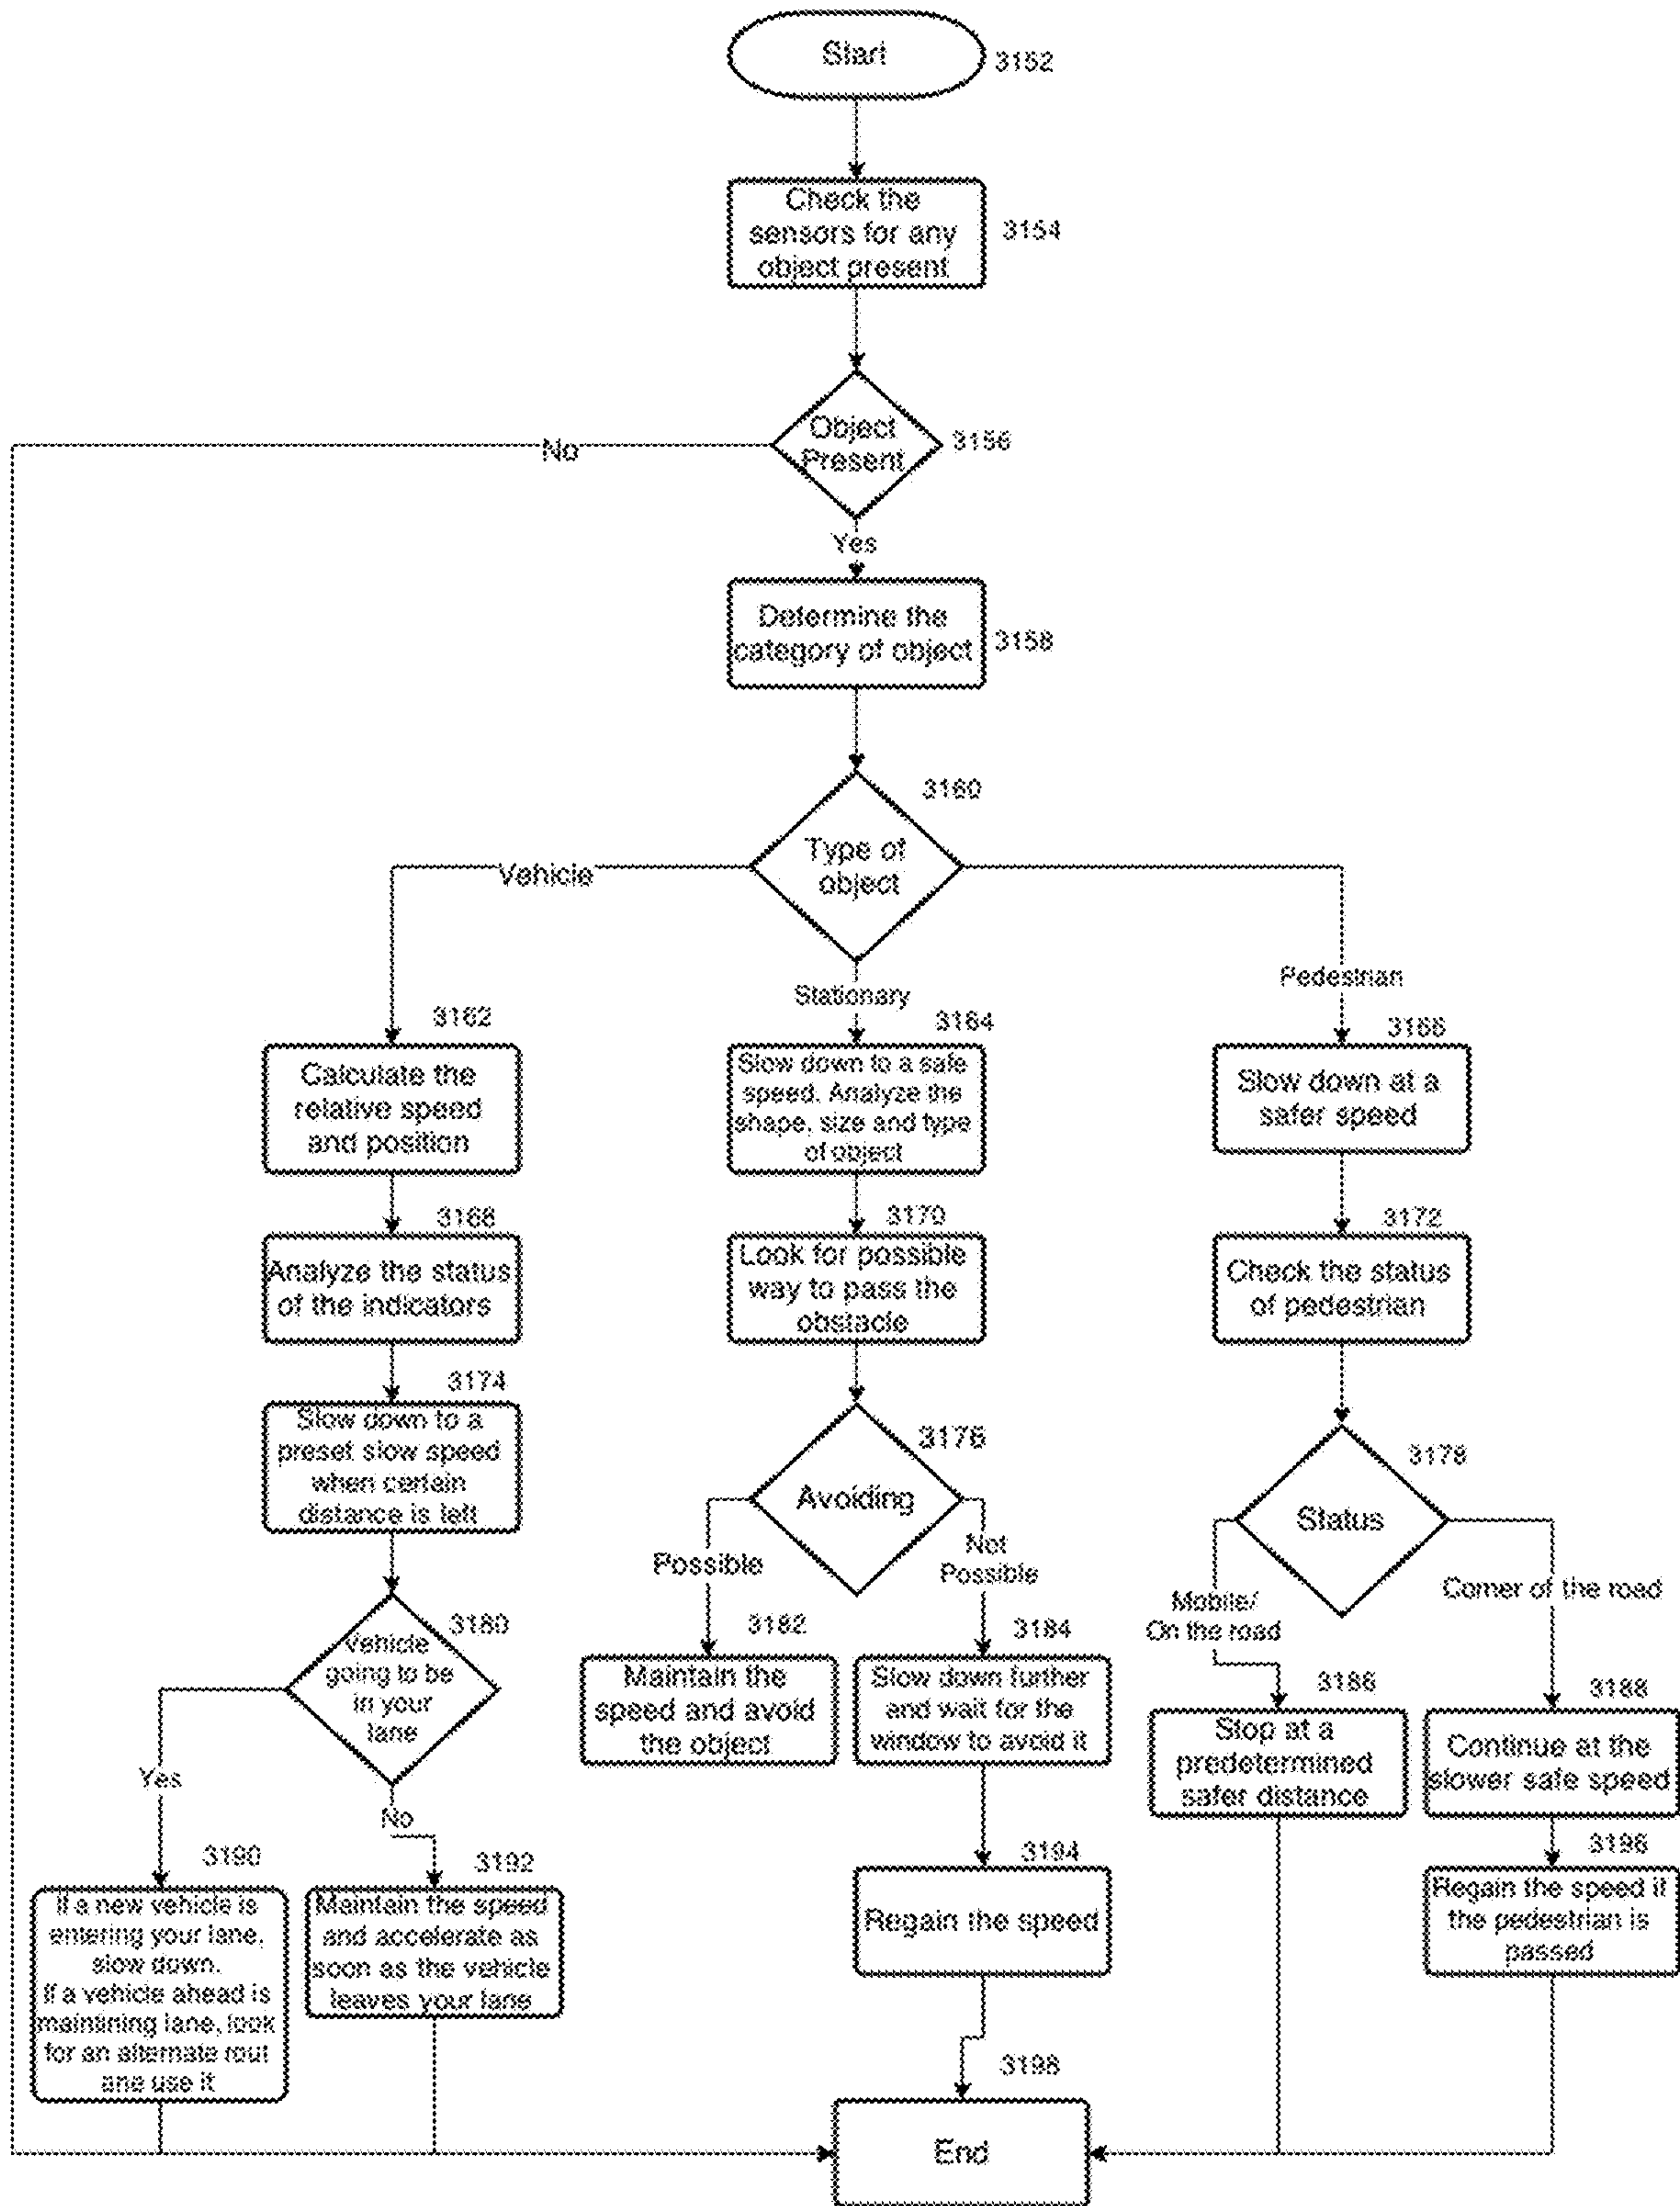 Start
3152
Check the
sensors for any
object present
3154
Object
Present
3156
No
Yes
Determine the
category of object
3158
3160
Type of
object
Vehicle
Stationary
Pedestrian
3162
Calculate the
relative speed
and position
3164
Slow down to a safe
speed. Analyze the
shape, size and type
of object
3166
Slow down at a
safer speed
3168
Analyze the status
of the indicators
3170
Look for possible
way to pass the
obstacle
3172
Check the status
of pedestrian
3174
Slow down to a
preset slow speed
when certain
distance is left
3176
Avoiding
Possible
Not
Possible
3178
Status
Mobile/
On the road
Corner of the road
3180
Vehicle
going to be
in your
lane
Yes
No
3182
Maintain the
speed and avoid
the object
3184
Slow down further
and wait for the
window to avoid it
3186
Stop at a
predetermined
safer distance
3188
Continue at the
slower safe speed
3190
If a new vehicle is
entering your lane,
slow down.
If a vehicle ahead is
maintining lane, look
for an alternate rout
ane use it
3192
Maintain the speed
and accelerate as
soon as the vehicle
leaves your lane
3194
Regain the speed
3196
Regain the speed if
the pedestrian is
passed
3198
End